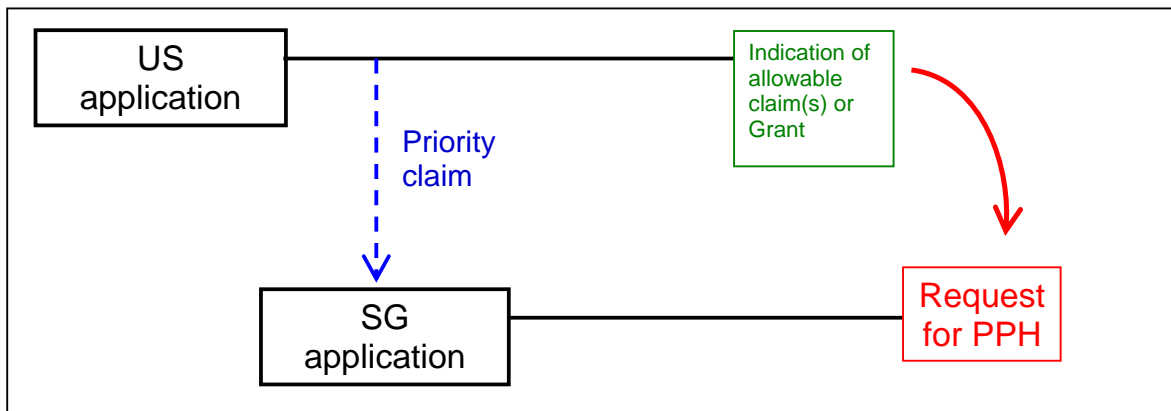 US
application
Indication of
allowable
claim(s) or
Grant
Priority
claim
SG
application
Request
for PPH